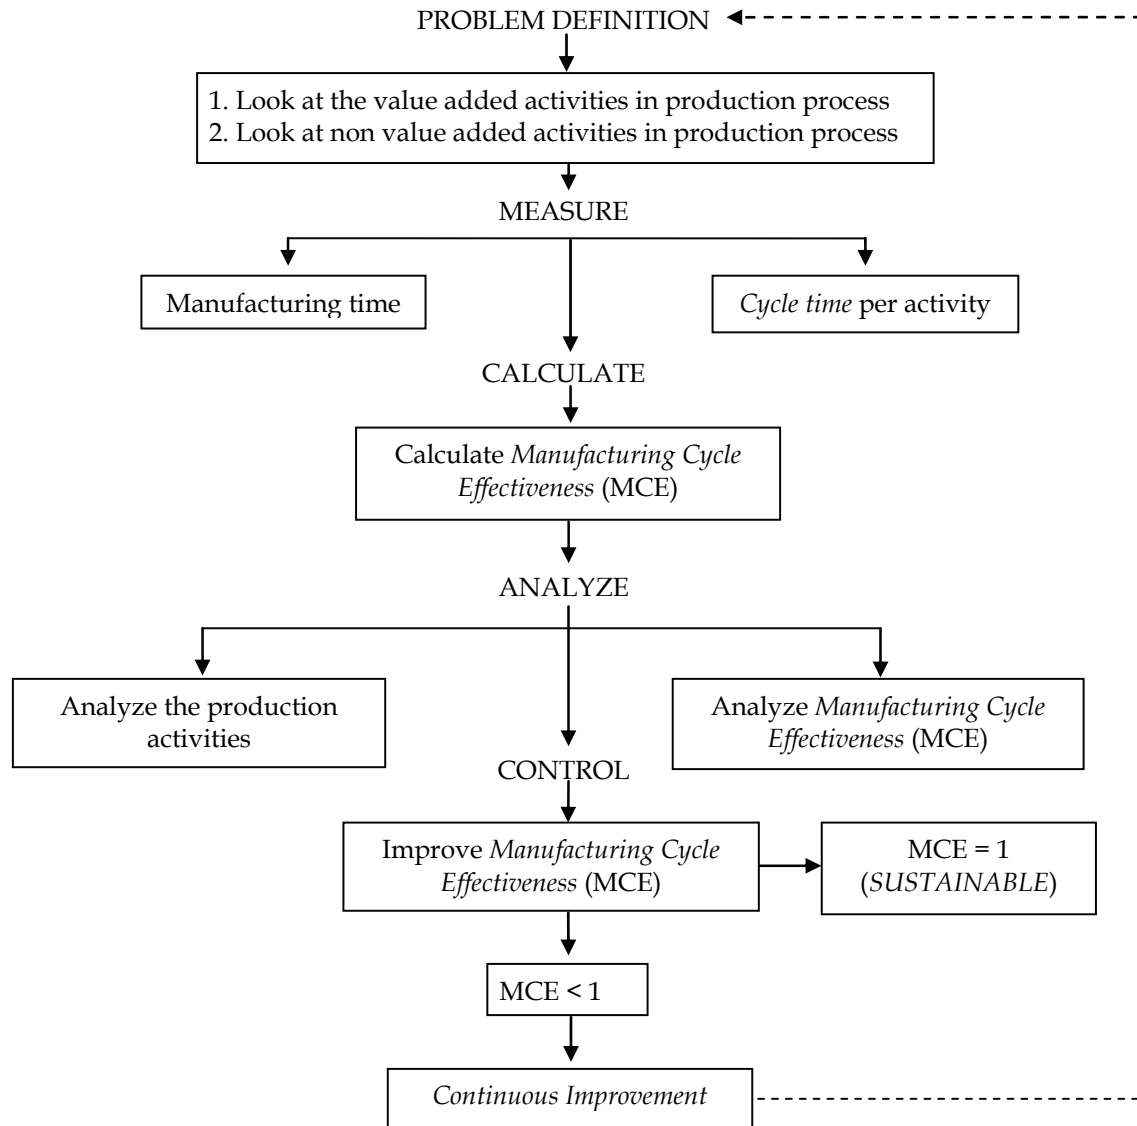 PROBLEM DEFINITION
1. Look at the value added activities in production process
2. Look at non value added activities in production process
MEASURE
Manufacturing time
Cycle time per activity
CALCULATE
Calculate Manufacturing Cycle
Effectiveness (MCE)
ANALYZE
Analyze the production
activities
Analyze Manufacturing Cycle
Effectiveness (MCE)
CONTROL
Improve Manufacturing Cycle
Effectiveness (MCE)
MCE = 1
(SUSTAINABLE)
MCE < 1
Continuous Improvement